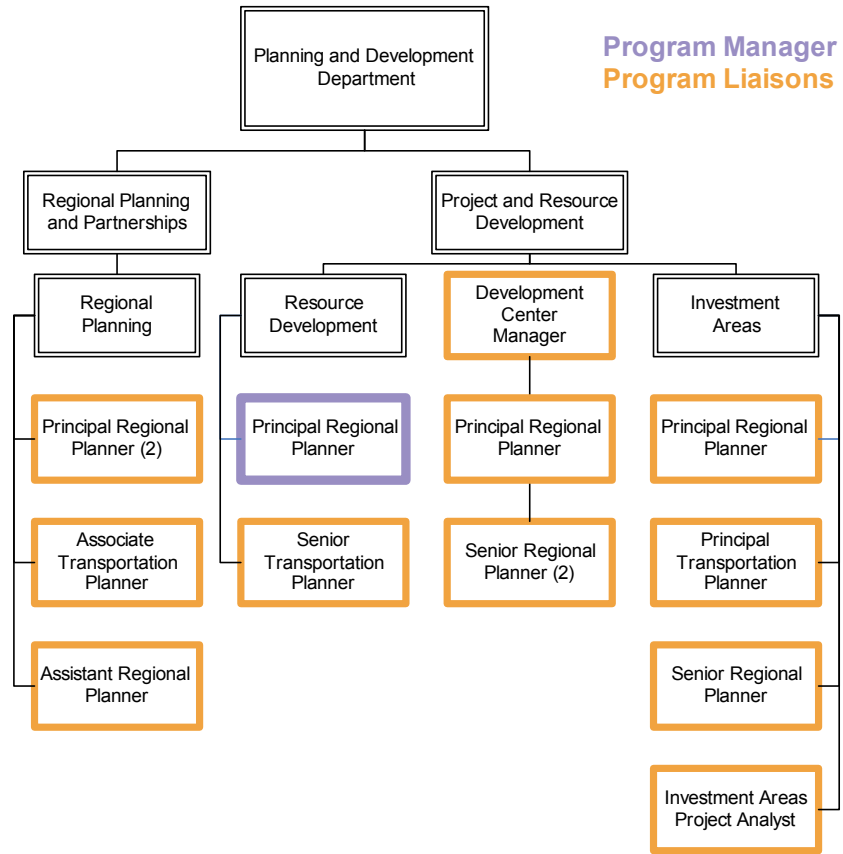 Planning and Development
Department
Program Manager
Program Liaisons
Regional Planning
and Partnerships
Project and Resource
Development
Regional
Planning
Resource
Development
Development
Center
Manager
Investment
Areas
Principal Regional
Planner (2)
Principal Regional
Planner
Principal Regional
Planner
Principal Regional
Planner
Associate
Transportation
Planner
Senior
Transportation
Planner
Senior Regional
Planner (2)
Principal
Transportation
Planner
Assistant Regional
Planner
Senior Regional
Planner
Investment Areas
Project Analyst